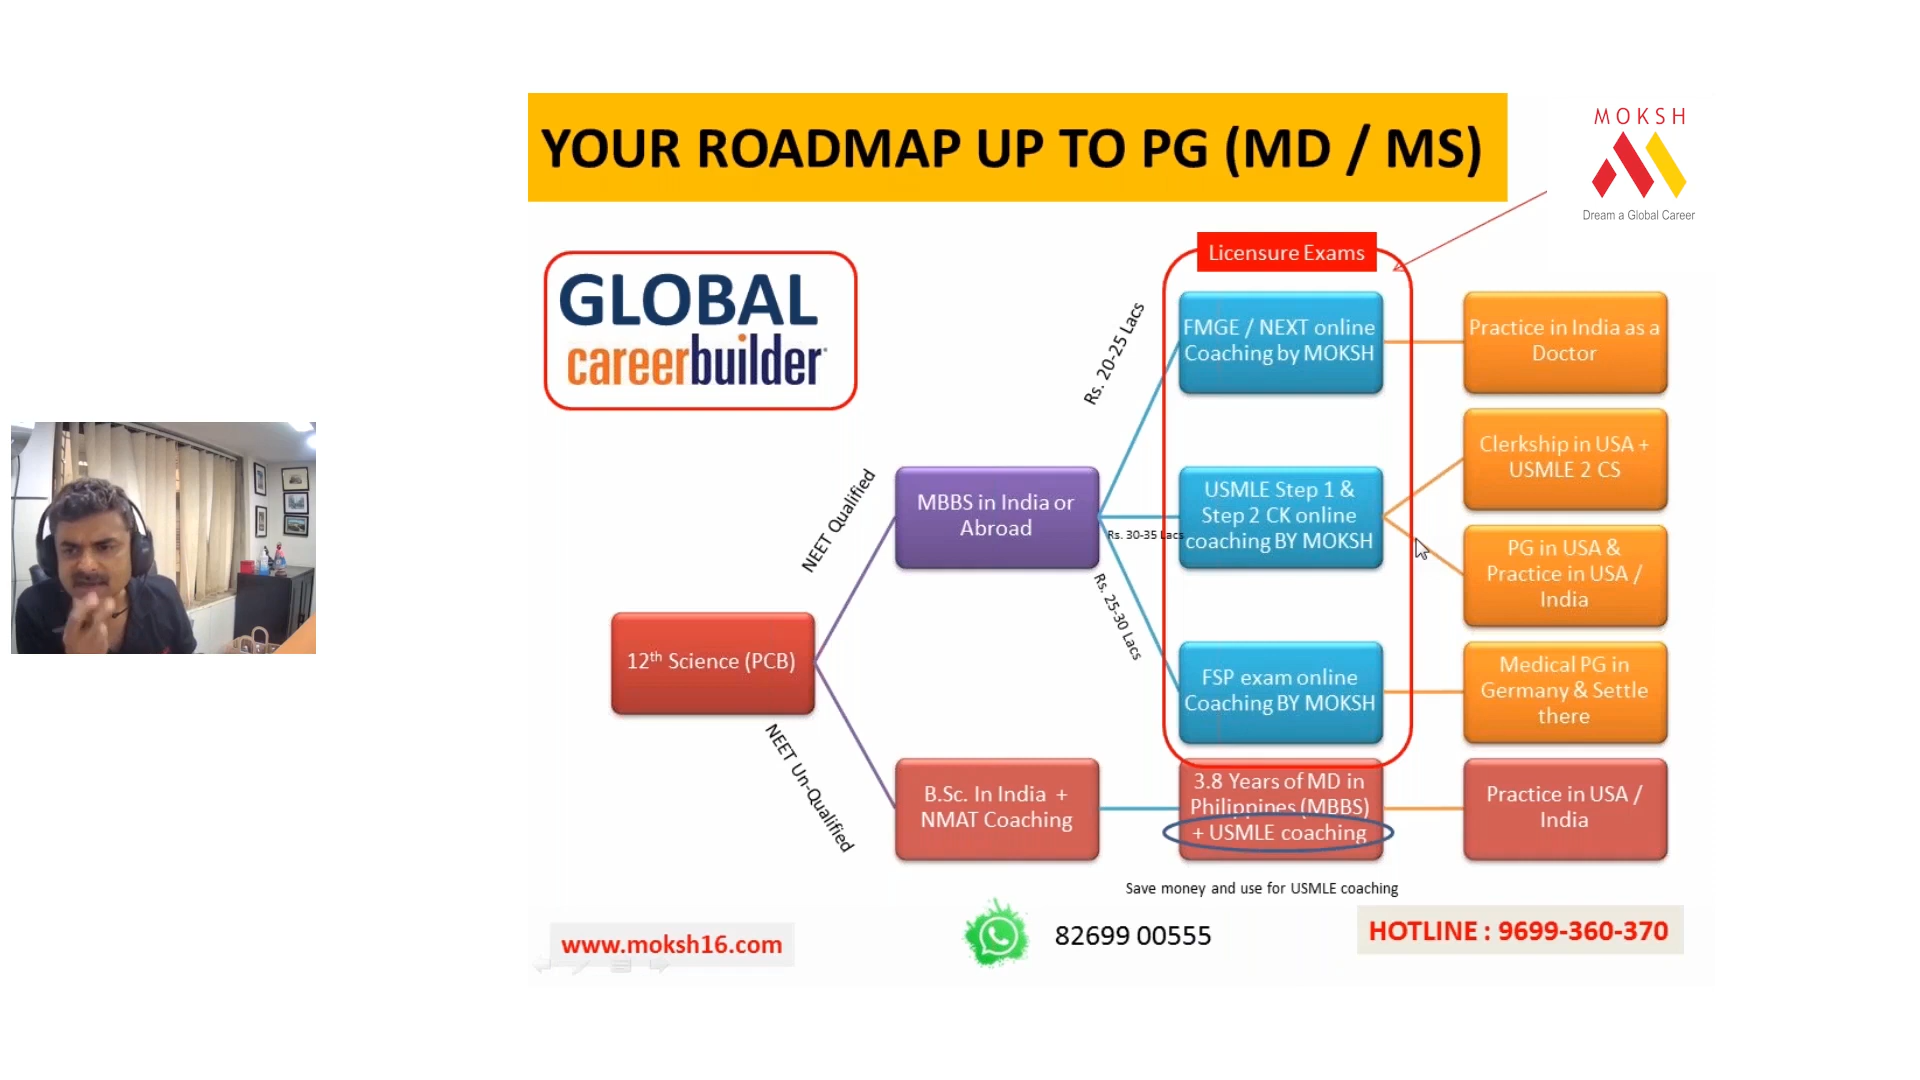 YOUR ROADMAP UP TO PG (MD / MS)
MOKSH
Dream a Global Career
GLOBAL
careerbuilder
Licensure Exams
Rs. 20-25 Lacs
FMGE / NEXT online
Coaching by MOKSH
Practice in India as a
Doctor
Clerkship in USA +
USMLE 2 CS
NEET Qualified
MBBS in India or
Abroad
Rs. 30-35 Lacs
USMLE Step 1 &
Step 2 CK online
coaching BY MOKSH
PG in USA &
Practice in USA /
India
Rs. 25-30 Lacs
12th Science (PCB)
FSP exam online
Coaching BY MOKSH
Medical PG in
Germany & Settle
there
NEET Un-Qualified
B.Sc. In India +
NMAT Coaching
3.8 Years of MD in
Philippines (MBBS)
+ USMLE coaching
Practice in USA /
India
Save money and use for USMLE coaching
www.moksh16.com
82699 00555
HOTLINE : 9699-360-370